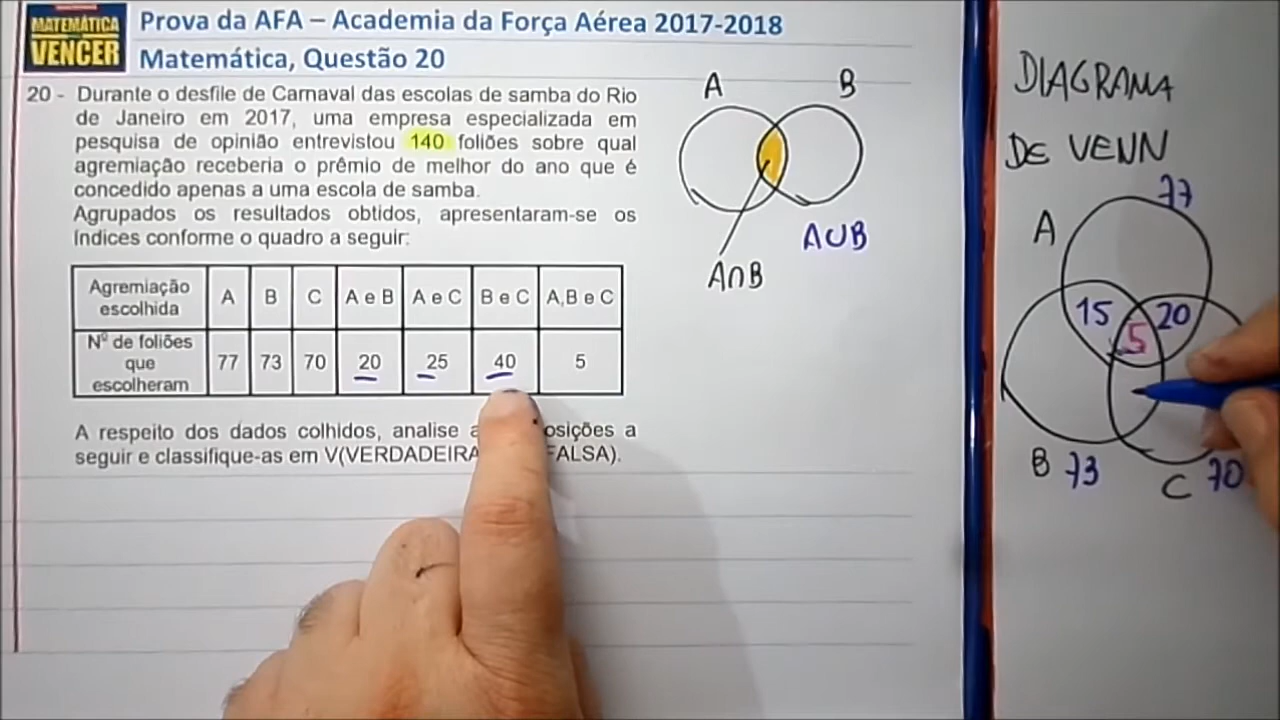 MATEMÁTICA
VENCER
Prova da AFA – Academia da Força Aérea 2017-2018
Matemática, Questão 20
20 - Durante o desfile de Carnaval das escolas de samba do Rio
de Janeiro em 2017, uma empresa especializada em
pesquisa de opinião entrevistou 140 foliões sobre qual
agremiação receberia o prêmio de melhor do ano que é
concedido apenas a uma escola de samba.
Agrupados os resultados obtidos, apresentaram-se os
índices conforme o quadro a seguir:
Agremiação escolhida A B C A e B A e C B e C A,B e C
Nº de foliões que escolheram 77 73 70 20 25 40 5
A respeito dos dados colhidos, analise a osições a
seguir e classifique-as em V(VERDADEIRA FALSA).
A B
A∪B
A∩B
DIAGRAMA
DE VENN
77
A
15 5 20
B 73 C 70